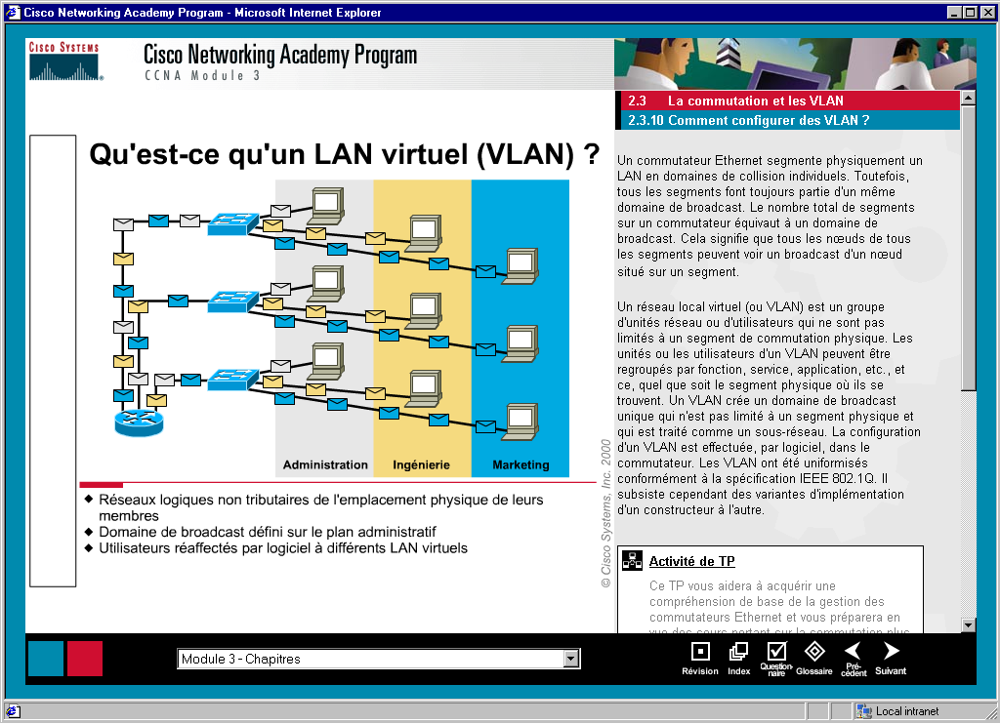 Cisco Networking Academy Program - Microsoft Internet Explorer
CISCO SYSTEMS
Cisco Networking Academy Program
CCNA Module 3
2.3 La commutation et les VLAN
2.3.10 Comment configurer des VLAN ?
Qu'est-ce qu'un LAN virtuel (VLAN) ?
Administration
Ingénierie
Marketing
Réseaux logiques non tributaires de l'emplacement physique de leurs
membres
Domaine de broadcast défini sur le plan administratif
Utilisateurs réaffectés par logiciel à différents LAN virtuels
© Cisco Systems, Inc. 2000
Un commutateur Ethernet segmente physiquement un
LAN en domaines de collision individuels. Toutefois,
tous les segments font toujours partie d'un même
domaine de broadcast. Le nombre total de segments
sur un commutateur équivaut à un domaine de
broadcast. Cela signifie que tous les nœuds de tous
les segments peuvent voir un broadcast d'un nœud
situé sur un segment.
Un réseau local virtuel (ou VLAN) est un groupe
d'unités réseau ou d'utilisateurs qui ne sont pas
limités à un segment de commutation physique. Les
unités ou les utilisateurs d'un VLAN peuvent être
regroupés par fonction, service, application, etc., et
ce, quel que soit le segment physique où ils se
trouvent. Un VLAN crée un domaine de broadcast
unique qui n'est pas limité à un segment physique et
qui est traité comme un sous-réseau. La configuration
d'un VLAN est effectuée, par logiciel, dans le
commutateur. Les VLAN ont été uniformisés
conformément à la spécification IEEE 802.1Q. Il
subsiste cependant des variantes d'implémentation
d'un constructeur à l'autre.
Activité de TP
Ce TP vous aidera à acquérir une
compréhension de base de la gestion des
commutateurs Ethernet et vous préparera en
vue des cours portant sur la commutation plus
Module 3 - Chapitres
Révision
Index
Question-
naire
Glossaire
Pré-
cédent
Suivant
Local intranet